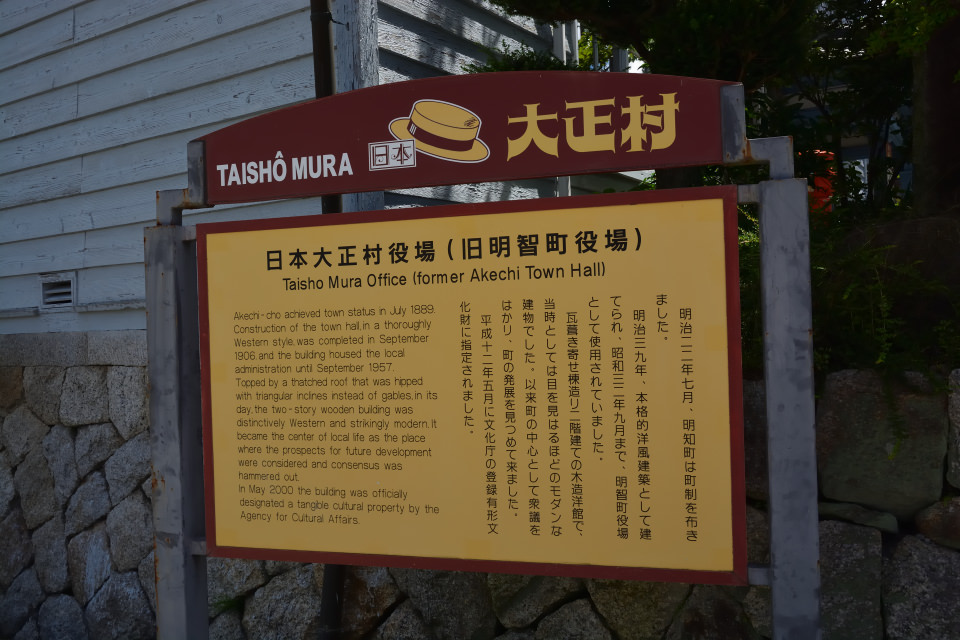 TAISHÔ MURA
日本
大正村
日本大正村役場(旧明智町役場)
Taisho Mura Office (former Akechi Town Hall)
Akechi-cho achieved town status in July 1889.
Construction of the town hall, in a thoroughly
Western style, was completed in September
1906, and the building housed the local
administration until September 1957.
Topped by a thatched roof that was hipped
with triangular inclines instead of gables, in its
day, the two-story wooden building was
distinctively Western and strikingly modern. It
became the center of local life as the place
where the prospects for future development
were considered and consensus was
hammered out.
In May 2000 the building was officially
designated a tangible cultural property by the
Agency for Cultural Affairs.
明治二二年七月、明知町は町制を布き
ました。
明治三九年、本格的洋風建築として建
てられ、昭和三二年九月まで、明智町役場
として使用されていました。
瓦葺き寄せ棟造り二階建ての木造洋館で、
当時としては目を見はるほどのモダンな
建物でした。以来町の中心として衆議を
はかり、町の発展を見つめて来ました。
平成十二年五月に文化庁の登録有形文
化財に指定されました。